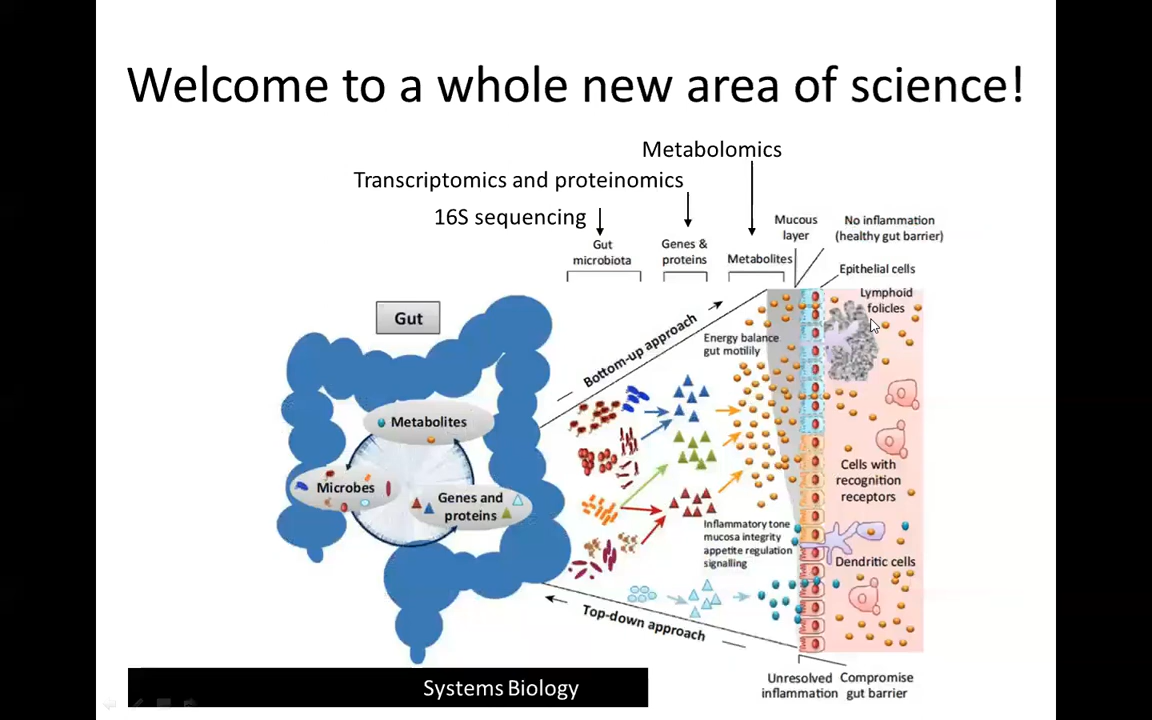 Welcome to a whole new area of science!
Metabolomics
Transcriptomics and proteinomics
16S sequencing
Mucous
layer
No inflammation
(healthy gut barrier)
Gut
microbiota
Genes &
proteins
Metabolites
Epithelial cells
Lymphoid
folicles
Gut
Bottom-up approach
Energy balance
gut motilily
Metabolites
Microbes
Genes and
proteins
Cells with
recognition
receptors
Inflammatory tone
mucosa integrity
appetite regulation
signalling
Dendritic cells
Top-down approach
Unresolved
inflammation
Compromise
gut barrier
Systems Biology